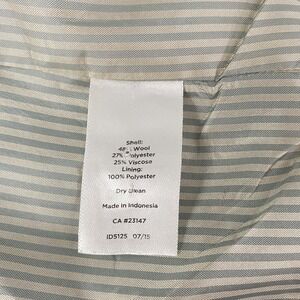 Shell:
48% Wool
27% Polyester
25% Viscose
Lining:
100% Polyester
Dry Clean
Made in Indonesia
CA #23147
ID5125 07/15